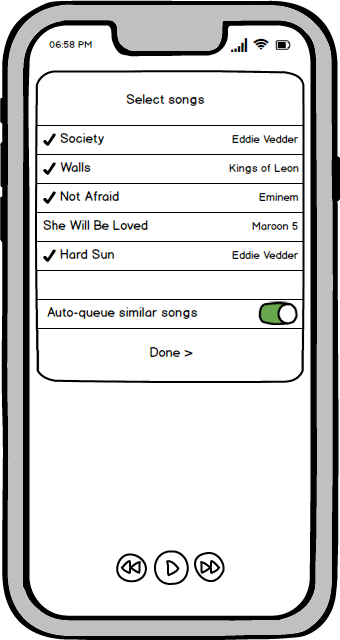 06:58 PM
Select songs
Society Eddie Vedder
Walls Kings of Leon
Not Afraid Eminem
She Will Be Loved Maroon 5
Hard Sun Eddie Vedder
Auto-queue similar songs
Done >